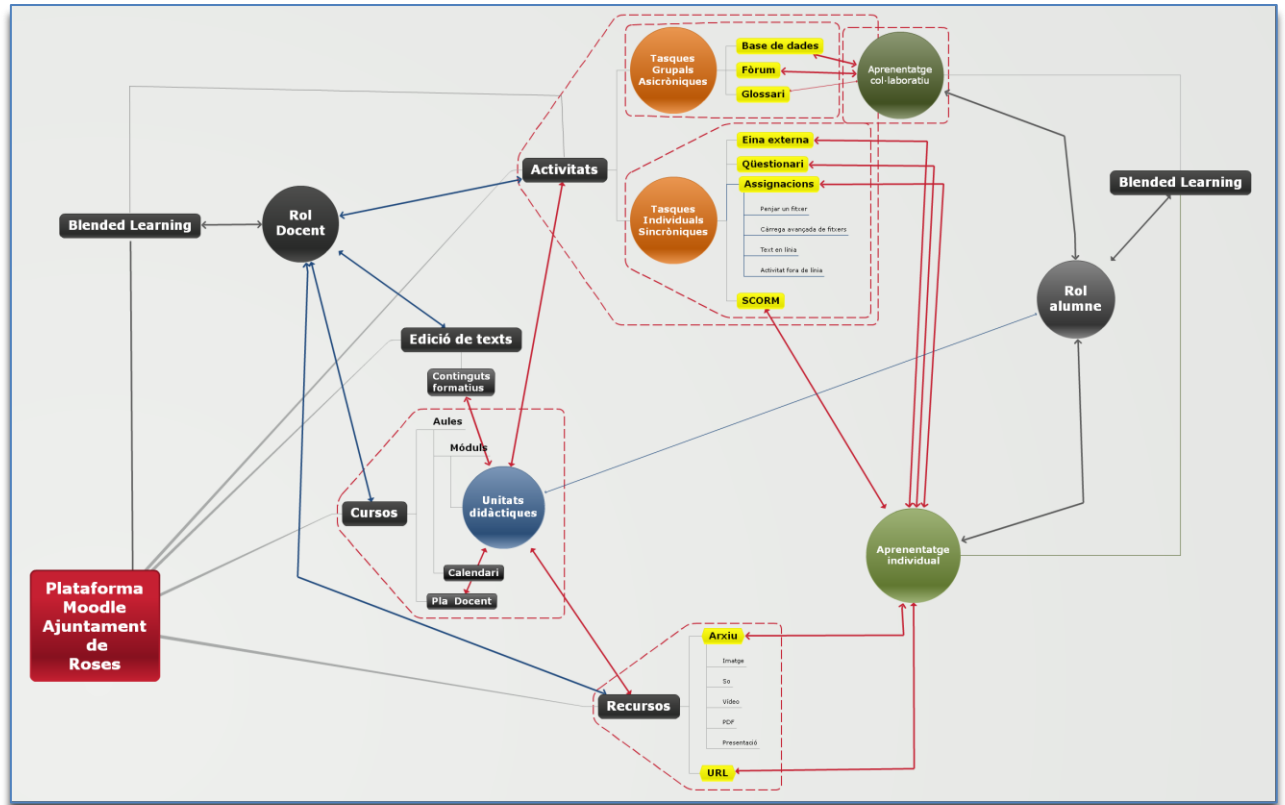 Tasques
Grupals
Asicròniques
Base de dades
Fòrum
Glossari
Aprenentatge
col·laboratiu
Activitats
Tasques
Individuals
Sincròniques
Eina externa
Qüestionari
Assignacions
Penjar un fitxer
Cárrega avançada de fitxers
Text en línia
Activitat fora de línia
SCORM
Blended Learning
Rol
Docent
Blended Learning
Rol
alumne
Edició de texts
Continguts
formatius
Aules
Móduls
Unitats
didàctiques
Cursos
Calendari
Pla Docent
Aprenentatge
individual
Plataforma
Moodle
Ajuntament
de
Roses
Recursos
Arxiu
Imatge
So
Vídeo
PDF
Presentació
URL